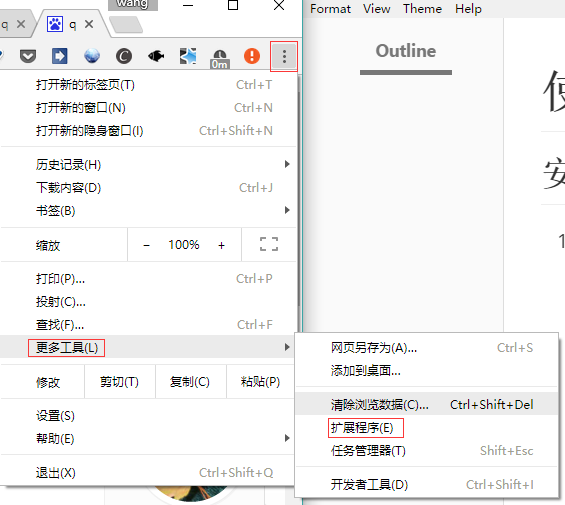 wang
Format View Theme Help
q
q
Outline
0m
使
安
1
打开新的标签页(T) Ctrl+T
打开新的窗口(N) Ctrl+N
打开新的隐身窗口(I) Ctrl+Shift+N
历史记录(H)
下载内容(D) Ctrl+J
书签(B)
缩放 − 100% +
打印(P)... Ctrl+P
投射(C)...
查找(F)... Ctrl+F
更多工具(L)
修改 剪切(T) 复制(C) 粘贴(P)
设置(S)
帮助(E)
退出(X) Ctrl+Shift+Q
网页另存为(A)... Ctrl+S
添加到桌面...
清除浏览数据(C)... Ctrl+Shift+Del
扩展程序(E)
任务管理器(T) Shift+Esc
开发者工具(D) Ctrl+Shift+I